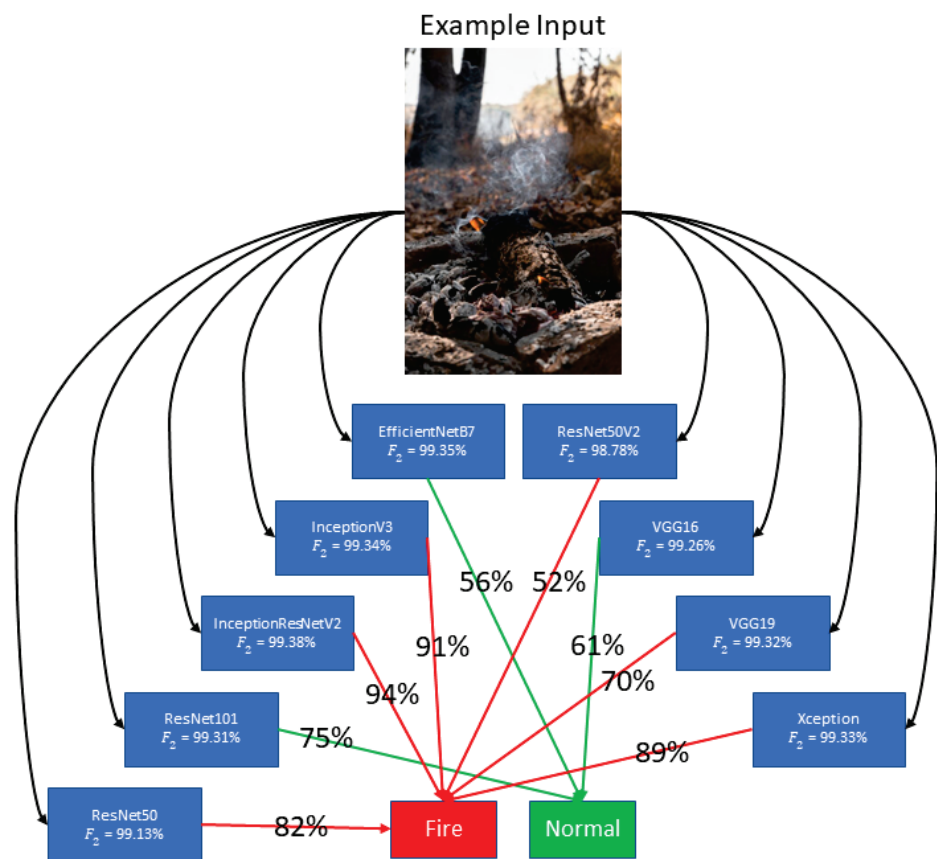 Example Input
EfficientNetB7
F₂ = 99.35%
ResNet50V2
F₂ = 98.78%
InceptionV3
F₂ = 99.34%
VGG16
F₂ = 99.26%
56%
52%
InceptionResNetV2
F₂ = 99.38%
VGG19
F₂ = 99.32%
91%
61%
94%
70%
ResNet101
F₂ = 99.31%
Xception
F₂ = 99.33%
75%
89%
ResNet50
F₂ = 99.13%
82%
Fire
Normal